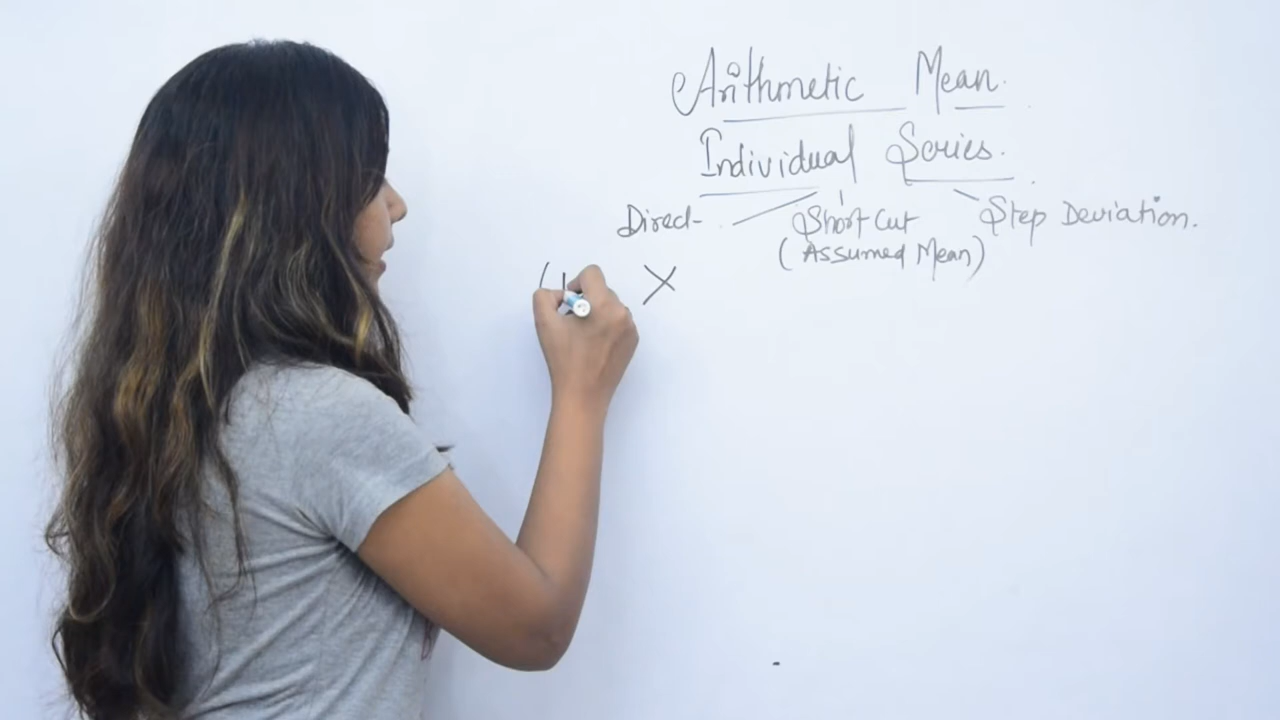 Arithmetic Mean.
Individual Series.
Direct- Short Cut Step Deviation.
(Assumed Mean)
X